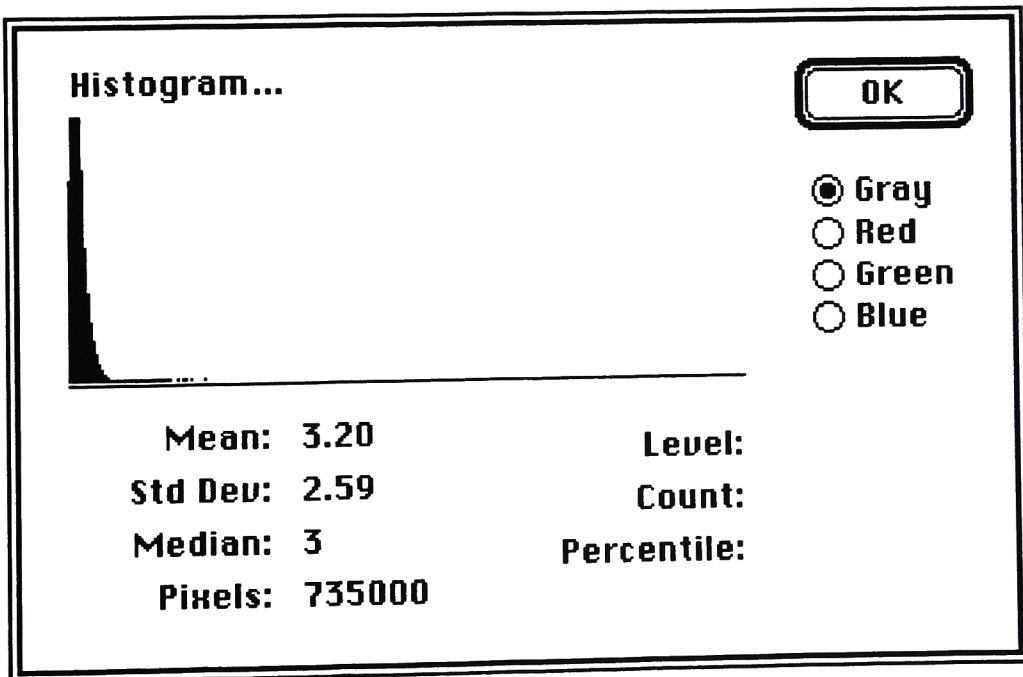 Histogram...
OK
Gray
Red
Green
Blue
Mean: 3.20
Std Dev: 2.59
Median: 3
Pixels: 735000
Level:
Count:
Percentile: